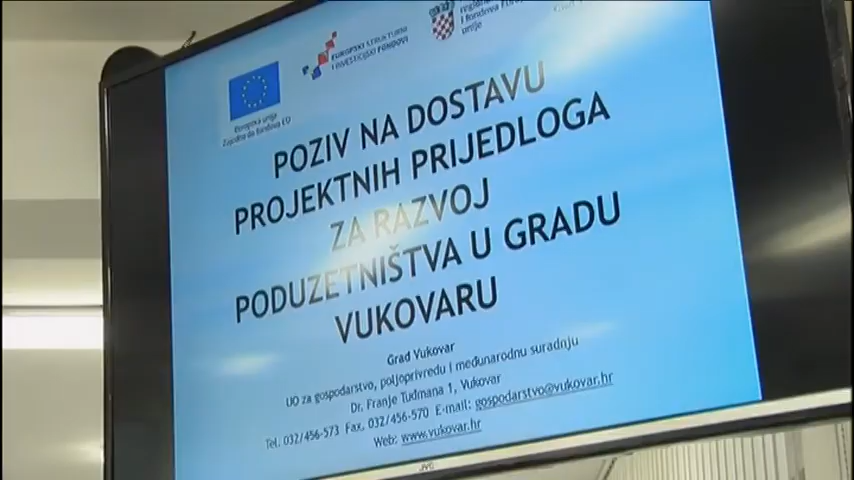 Europska unija
Zajedno do fondova EU
EUROPSKI STRUKTURNI
I INVESTICIJSKI FONDOVI
i fondova
unije
POZIV NA DOSTAVU
PROJEKTNIH PRIJEDLOGA
ZA RAZVOJ
PODUZETNIŠTVA U GRADU
VUKOVARU
Grad Vukovar
UO za gospodarstvo, poljoprivredu i međunarodnu suradnju
Dr. Franje Tuđmana 1, Vukovar
Tel. 032/456-573 Fax. 032/456-570 E-mail: gospodarstvo@vukovar.hr
Web: www.vukovar.hr
JVC